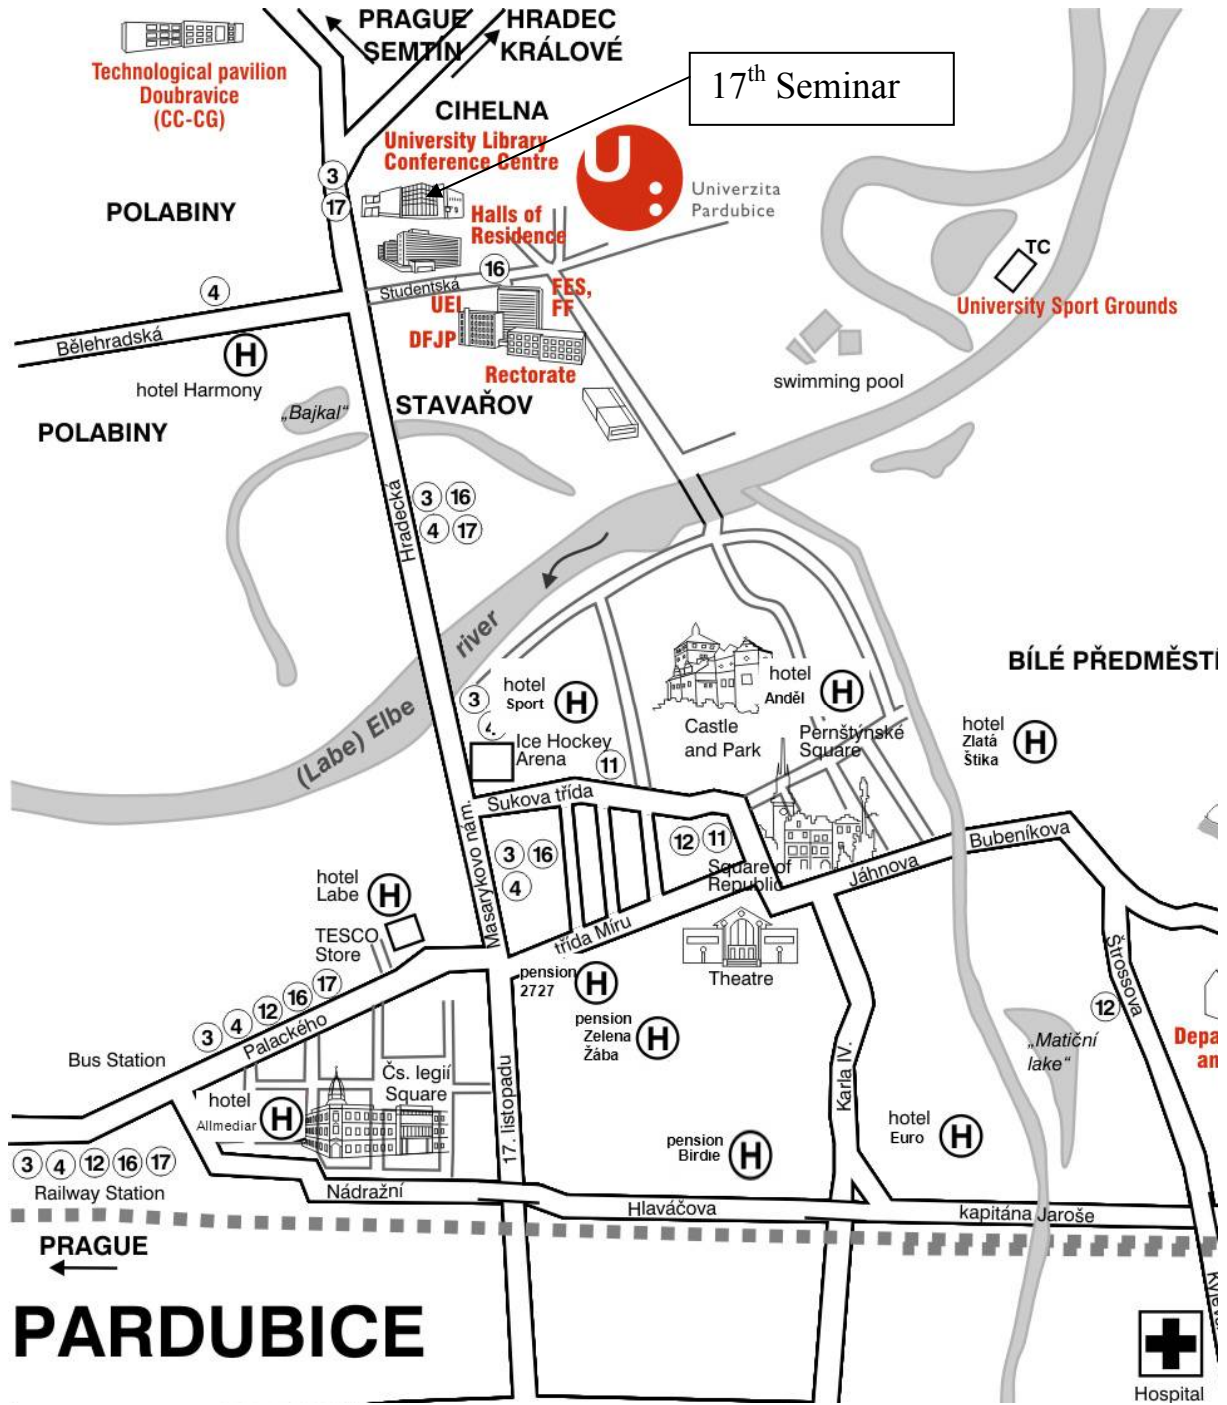 PRAGUE
SEMTÍN
HRADEC
KRÁLOVÉ
Technological pavilion
Doubravice
(CC-CG)
17th Seminar
CIHELNA
University Library
Conference Centre
U
Univerzita
Pardubice
3
17
POLABINY
Halls of
Residence
TC
University Sport Grounds
4
16
Studentská
UEL
FES,
FF
DFJP
Rectorate
Bělehradská
H
hotel Harmony
swimming pool
„Bajkal“
STAVAŘOV
POLABINY
Hradecká
3 16
4 17
river
(Labe) Elbe
BÍLÉ PŘEDMĚSTÍ
3
4
hotel
Sport
H
hotel
Anděl
H
Castle
and Park
Pernštýnské
Square
hotel
Zlatá
Štika
H
Ice Hockey
Arena
11
Sukova třída
Masarykovo nám.
3 16
4
12 11
Square of
Republic
Jáhnova
Bubeníkova
hotel
Labe
H
TESCO
Store
třída Míru
Theatre
Štrossova
12
pension
2727
H
3 4 12 16 17
Palackého
Bus Station
pension
Zelena
Žába
H
Karla IV.
„Matiční
lake“
Depa
an
Čs. legií
Square
17. listopadu
hotel
Allmediar
H
pension
Birdie
H
hotel
Euro
H
3 4 12 16 17
Railway Station
Nádražní
Hlaváčova
kapitána Jaroše
PRAGUE
PARDUBICE
Hospital